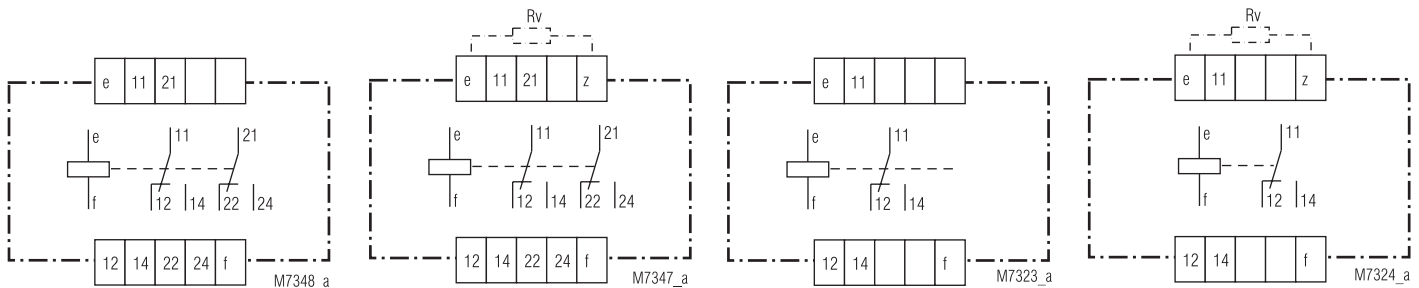 e 11 21
e
11
21
f
12 14 22 24
12 14 22 24 f
M7348_a
Rv
e 11 21 z
e
11
21
f
12 14 22 24
12 14 22 24 f
M7347_a
e 11
e
11
f
12 14
12 14 f
M7323_a
Rv
e 11 z
e
11
f
12 14
12 14 f
M7324_a